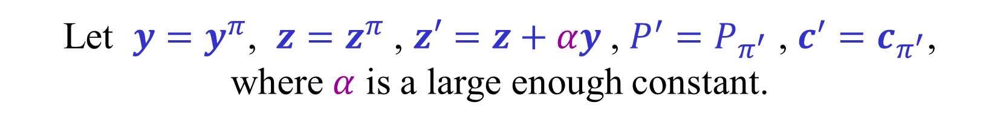 Let y = y^π, z = z^π , z′ = z + αy , P′ = P_π′ , c′ = c_π′,
where α is a large enough constant.